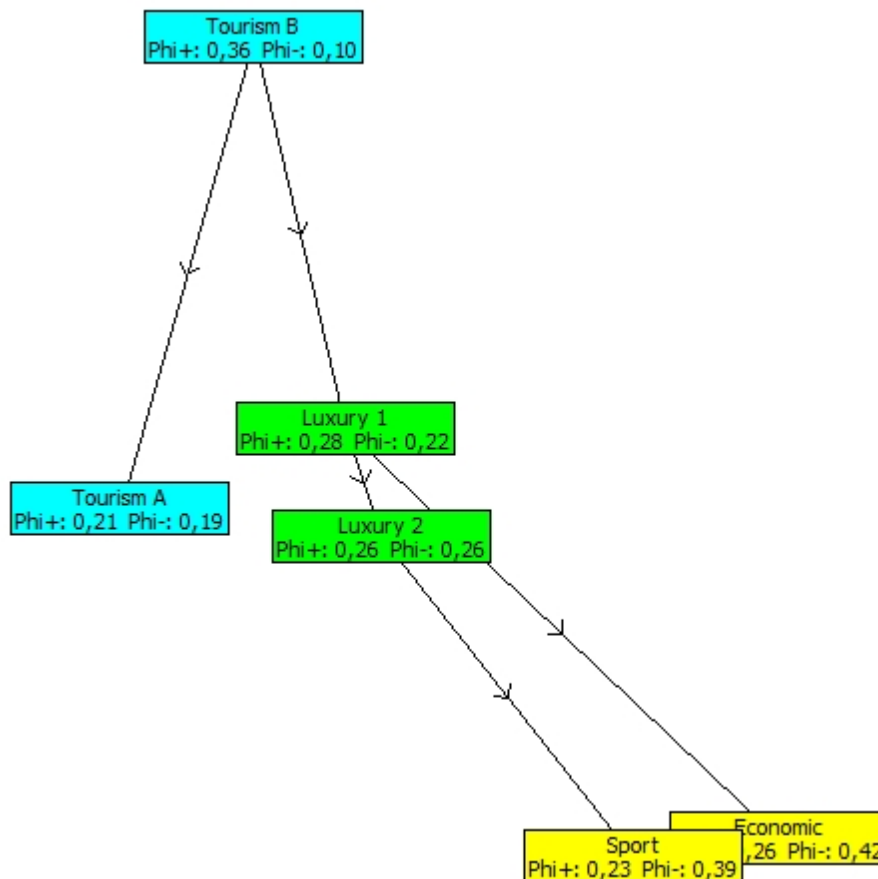 Tourism B
Phi+: 0,36 Phi-: 0,10
Luxury 1
Phi+: 0,28 Phi-: 0,22
Tourism A
Phi+: 0,21 Phi-: 0,19
Luxury 2
Phi+: 0,26 Phi-: 0,26
Economic
,26 Phi-: 0,42
Sport
Phi+: 0,23 Phi-: 0,39